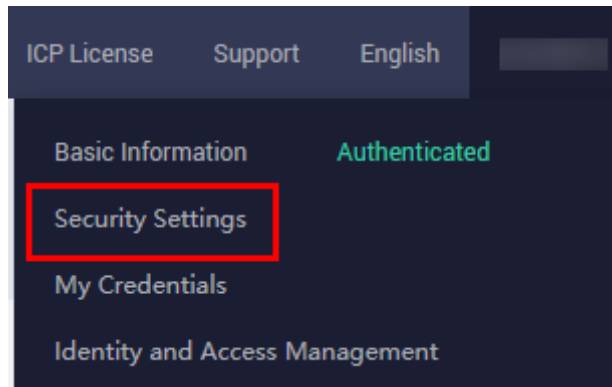 ICP License Support English
Basic Information Authenticated
Security Settings
My Credentials
Identity and Access Management